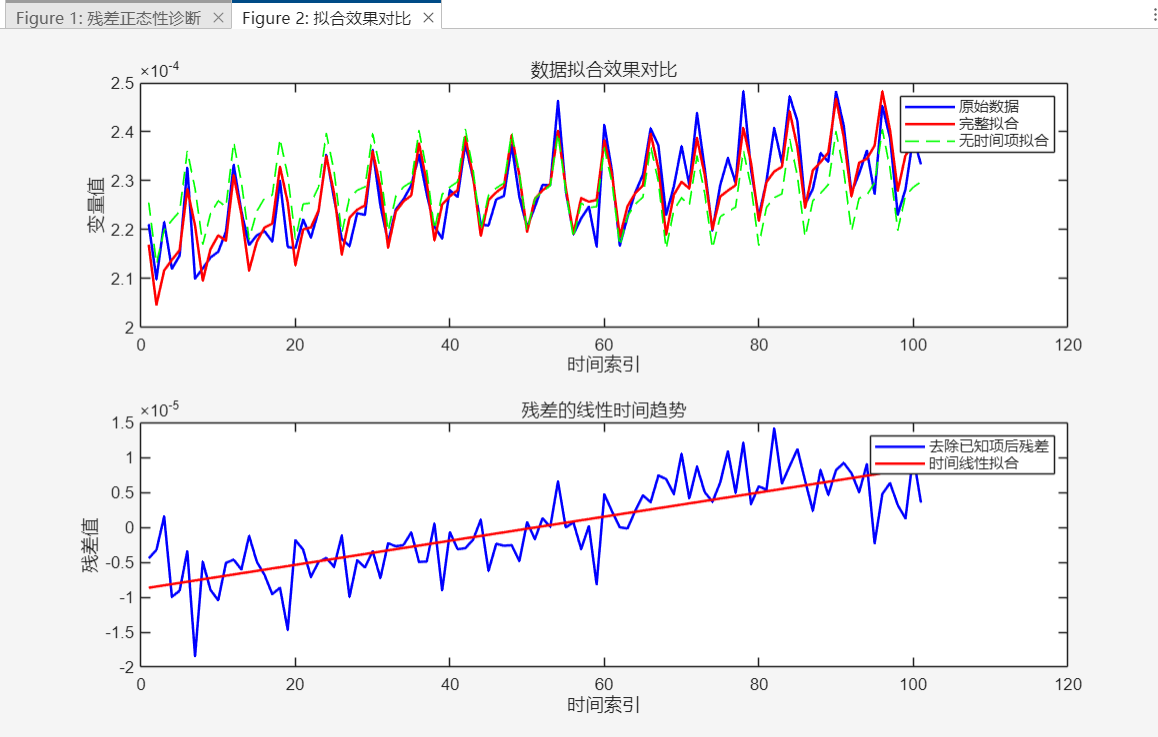 Figure 1: 残差正态性诊断 ×
Figure 2: 拟合效果对比 ×
数据拟合效果对比
×10-4
2.5
2.4
2.3
2.2
2.1
2
变量值
原始数据
完整拟合
无时间项拟合
0 20 40 60 80 100 120
时间索引
残差的线性时间趋势
×10-5
1.5
1
0.5
0
-0.5
-1
-1.5
-2
残差值
去除已知项后残差
时间线性拟合
0 20 40 60 80 100 120
时间索引